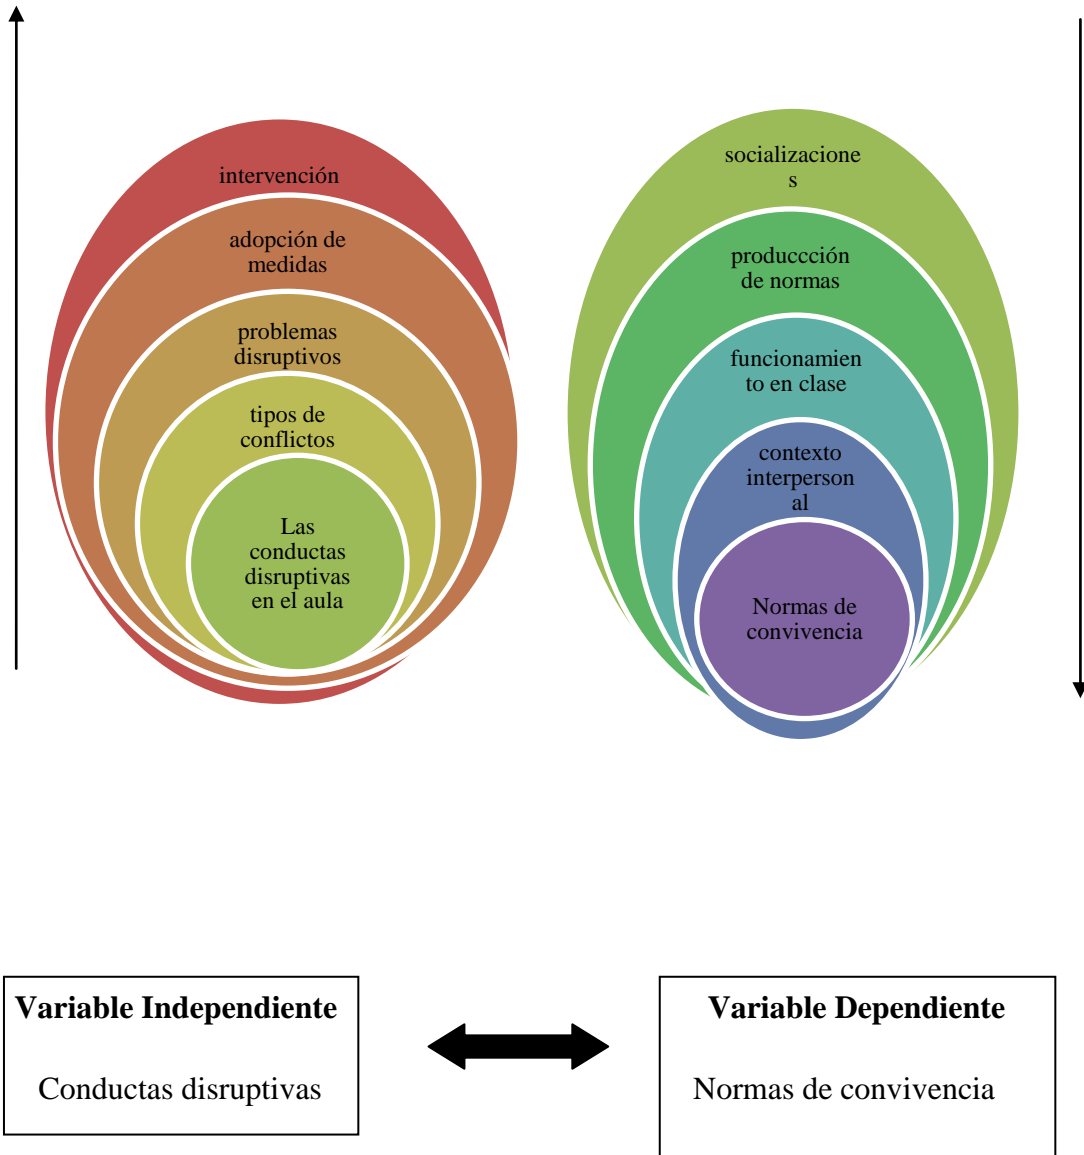 intervención
adopción de
medidas
problemas
disruptivos
tipos de
conflictos
Las
conductas
disruptivas
en el aula
socializacione
s
produccción
de normas
funcionamien
to en clase
contexto
interperson
al
Normas de
convivencia
Variable Independiente
Conductas disruptivas
Variable Dependiente
Normas de convivencia